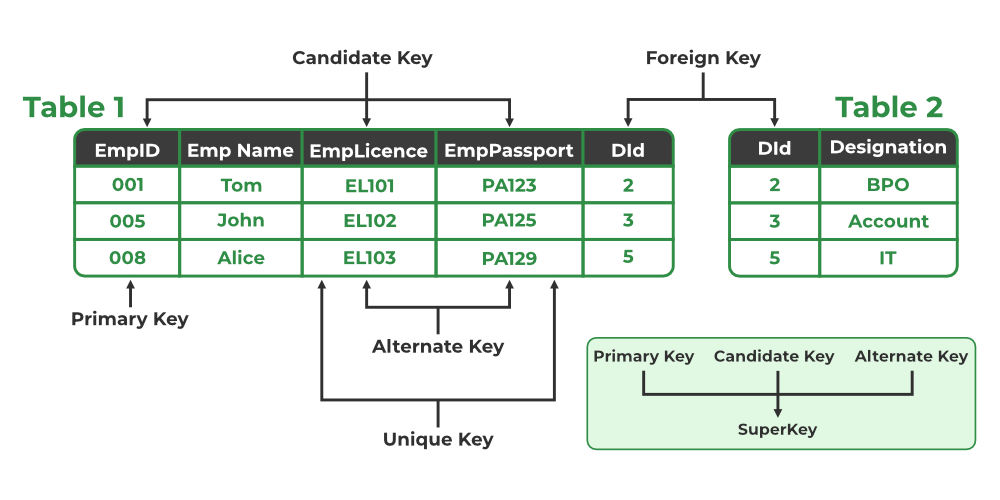 Candidate Key
Foreign Key
Table 1
Table 2
EmpID Emp Name EmpLicence EmpPassport DId
001 Tom EL101 PA123 2
005 John EL102 PA125 3
008 Alice EL103 PA129 5
DId Designation
2 BPO
3 Account
5 IT
Primary Key
Alternate Key
Unique Key
Primary Key Candidate Key Alternate Key
SuperKey